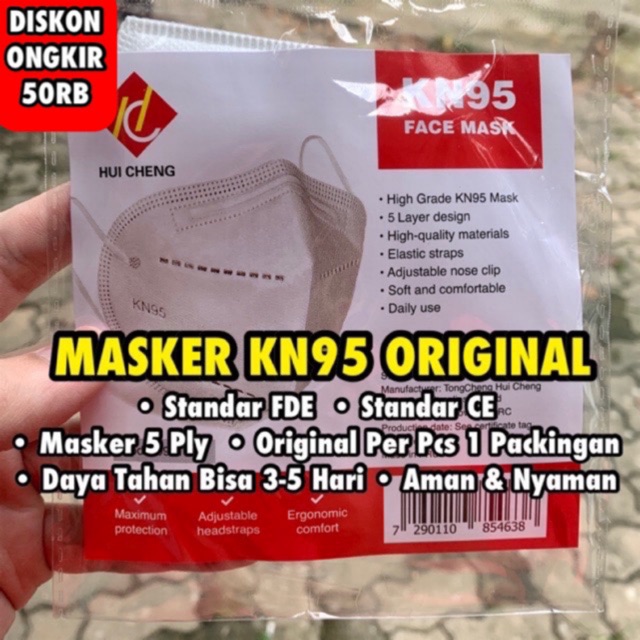 DISKON
ONGKIR
50RB
HUI CHENG
KN95
FACE MASK
• High Grade KN95 Mask
• 5 Layer design
• High-quality materials
• Elastic straps
• Adjustable nose clip
• Soft and comfortable
• Daily use
KN95
MASKER KN95 ORIGINAL
Manufacturer: TongCheng Hui Cheng
• Standar FDE • Standar CE
Production date: See certificate tag
• Masker 5 Ply • Original Per Pcs 1 Packingan
• Daya Tahan Bisa 3-5 Hari • Aman & Nyaman
Maximum
protection
Adjustable
headstraps
Ergonomic
comfort
7 290110 854638